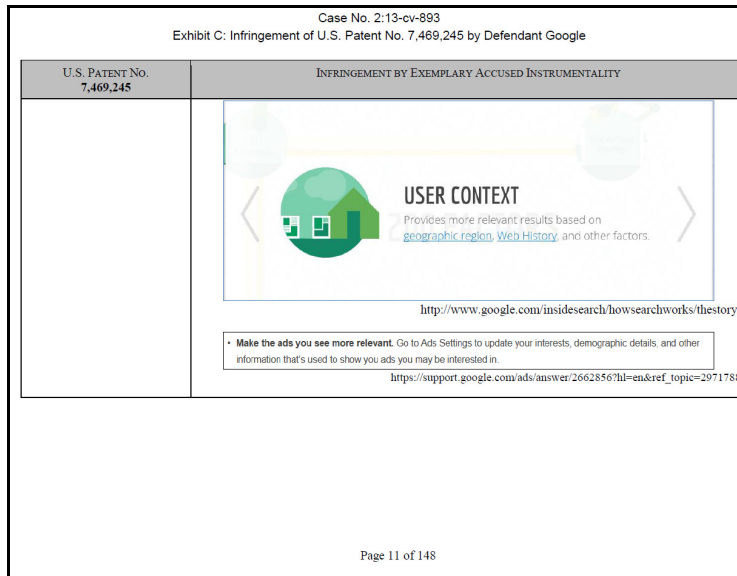 Case No. 2:13-cv-893
Exhibit C: Infringement of U.S. Patent No. 7,469,245 by Defendant Google
U.S. PATENT NO.
7,469,245
INFRINGEMENT BY EXEMPLARY ACCUSED INSTRUMENTALITY
USER CONTEXT
Provides more relevant results based on
geographic region, Web History, and other factors.
http://www.google.com/insidesearch/howsearchworks/thestory
• Make the ads you see more relevant. Go to Ads Settings to update your interests, demographic details, and other
information that's used to show you ads you may be interested in.
https://support.google.com/ads/answer/2662856?hl=en&ref_topic=2971788
Page 11 of 148